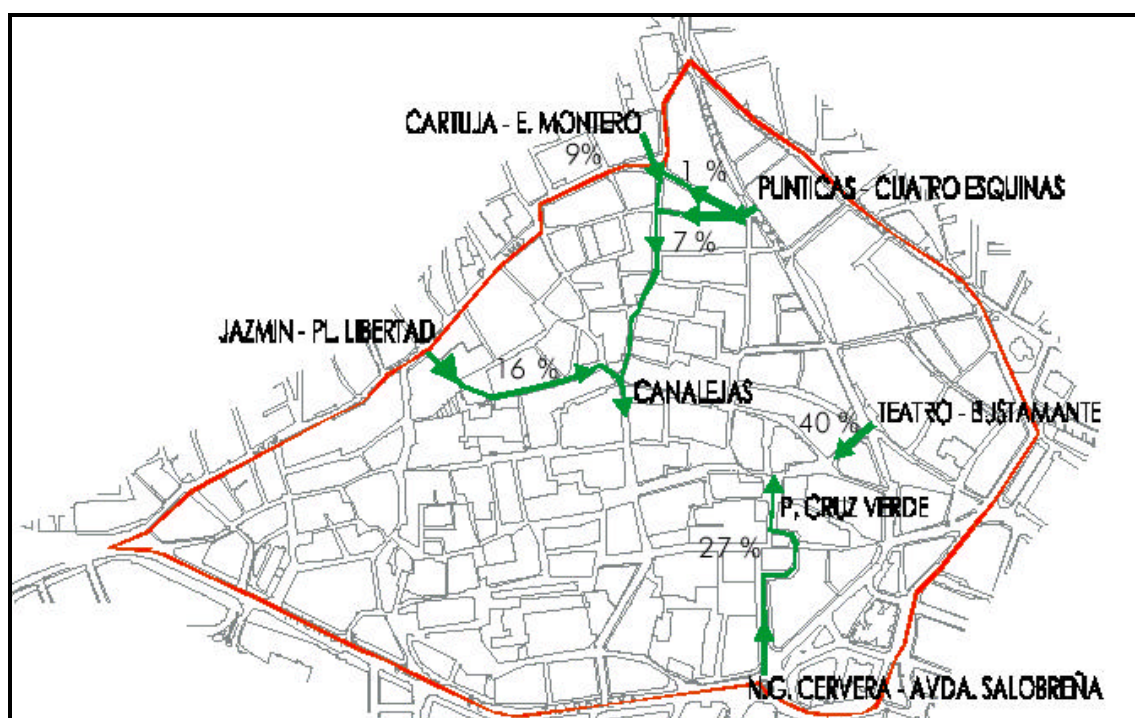 CARTUJA - E. MONTERO
9%
1 %
PUNTICAS - CUATRO ESQUINAS
7 %
JAZMIN - PL. LIBERTAD
16 %
CANALEJAS
40 %
TEATRO - BUSTAMANTE
P. CRUZ VERDE
27 %
N.G. CERVERA - AVDA. SALOBREÑA